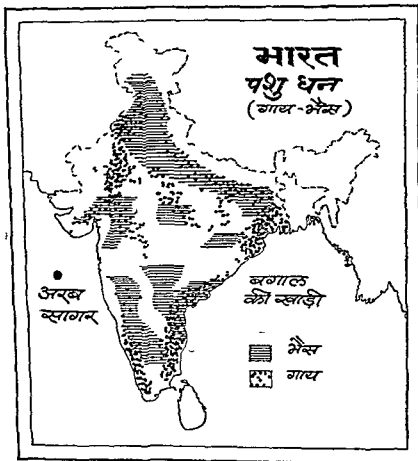 भारत
पशु धन
(गाय-भैंस)
अरब
सागर
बंगाल
की खाड़ी
भैंस
गाय